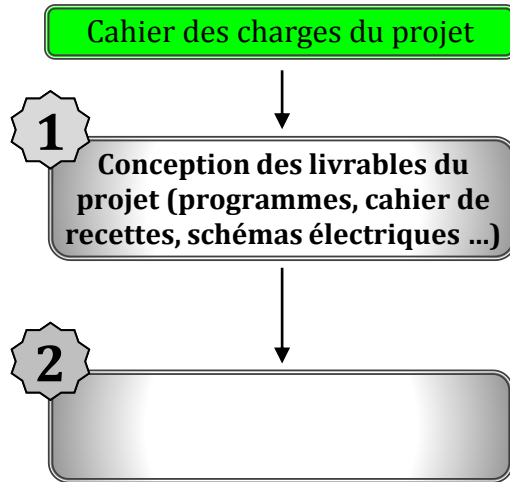 Cahier des charges du projet
1
Conception des livrables du
projet (programmes, cahier de
recettes, schémas électriques ...)
2